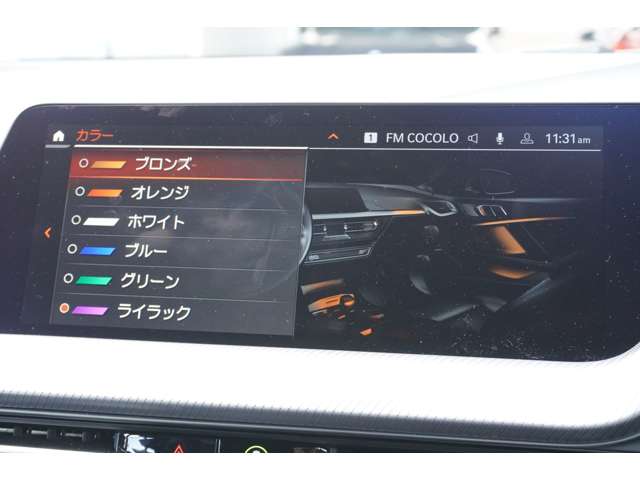 カラー
1 FM COCOLO 11:31am
ブロンズ
オレンジ
ホワイト
ブルー
グリーン
ライラック